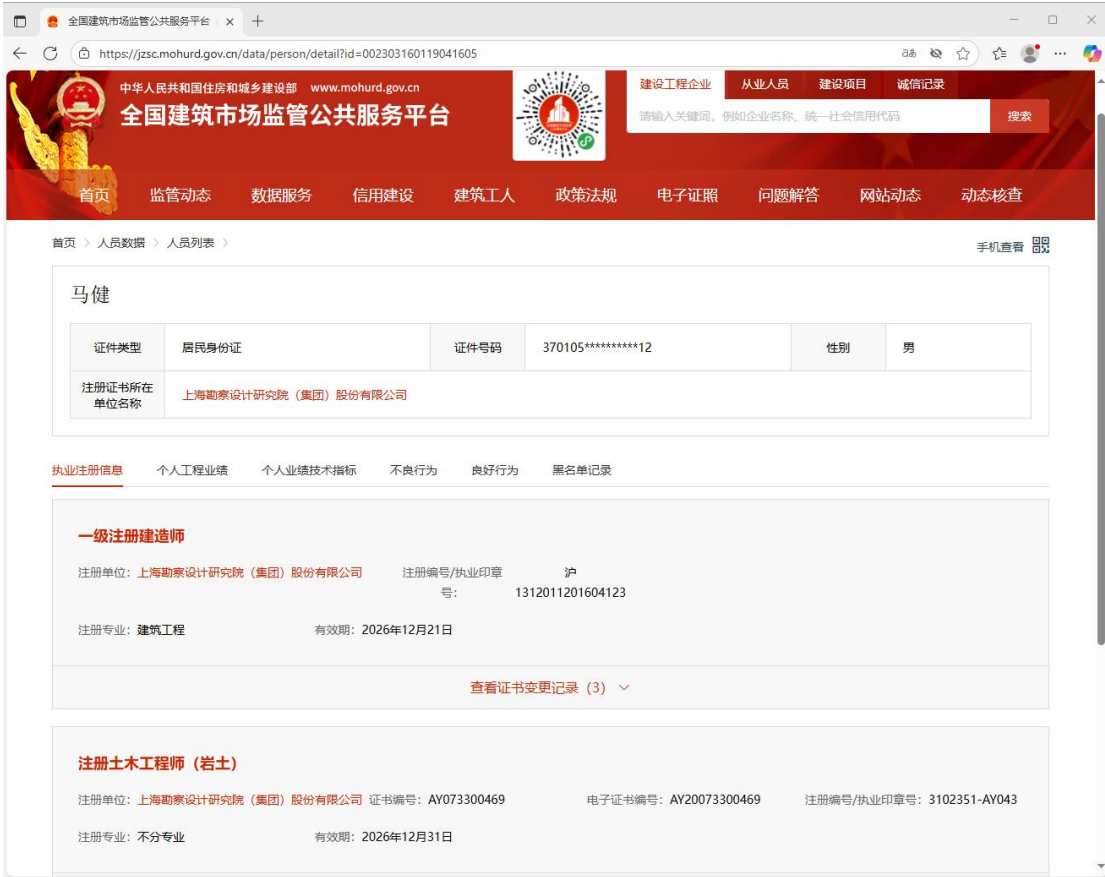 全国建筑市场监管公共服务平台
https://jzsc.mohurd.gov.cn/data/person/detail?id=002303160119041605
中华人民共和国住房和城乡建设部 www.mohurd.gov.cn
全国建筑市场监管公共服务平台
建设工程企业 从业人员 建设项目 诚信记录
请输入关键词，例如企业名称、统一社会信用代码 搜索
首页 监管动态 数据服务 信用建设 建筑工人 政策法规 电子证照 问题解答 网站动态 动态核查
首页 > 人员数据 > 人员列表 >
手机查看
马健
证件类型 居民身份证 证件号码 370105**********12 性别 男
注册证书所在
单位名称
上海勘察设计研究院（集团）股份有限公司
执业注册信息 个人工程业绩 个人业绩技术指标 不良行为 良好行为 黑名单记录
一级注册建造师
注册单位：上海勘察设计研究院（集团）股份有限公司 注册编号/执业印章 沪
号： 1312011201604123
注册专业：建筑工程 有效期：2026年12月21日
查看证书变更记录（3）
注册土木工程师（岩土）
注册单位：上海勘察设计研究院（集团）股份有限公司 证书编号：AY073300469 电子证书编号：AY20073300469 注册编号/执业印章号：3102351-AY043
注册专业：不分专业 有效期：2026年12月31日